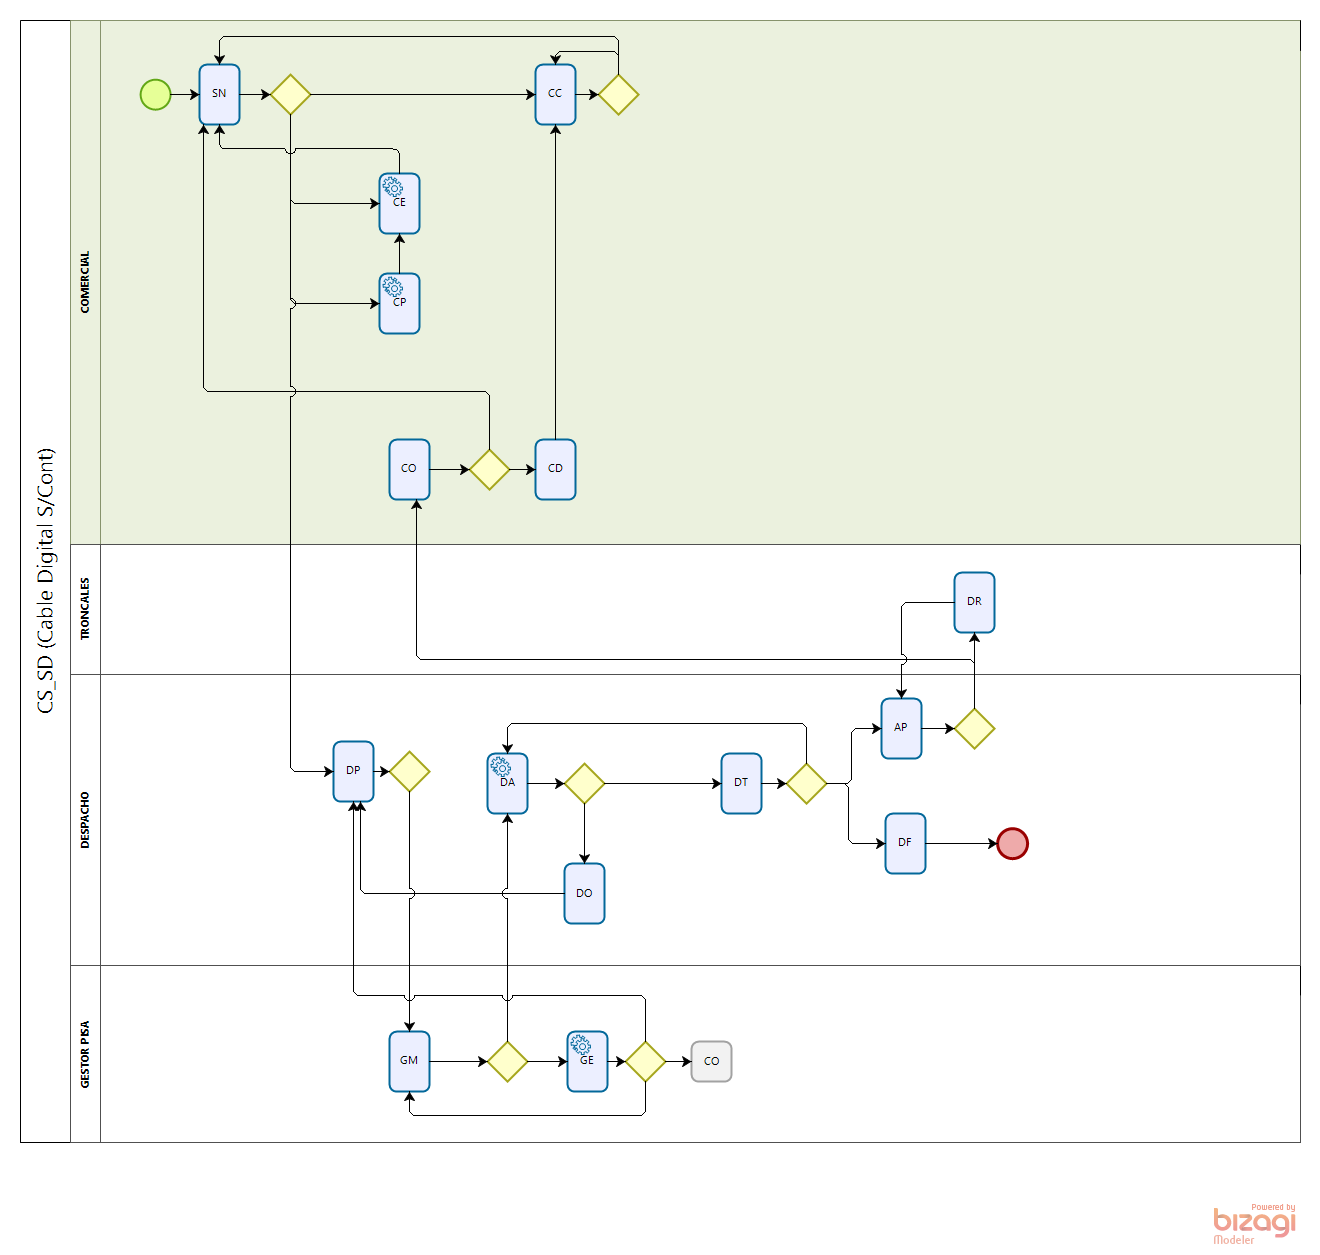 CS_SD (Cable Digital S/Cont)
COMERCIAL
SN
CC
CE
CP
CO
CD
TRONCALES
DR
DESPACHO
AP
DP
DA
DT
DF
DO
GESTOR PISA
GM
GE
CO
Powered by
bizagi
Modeler